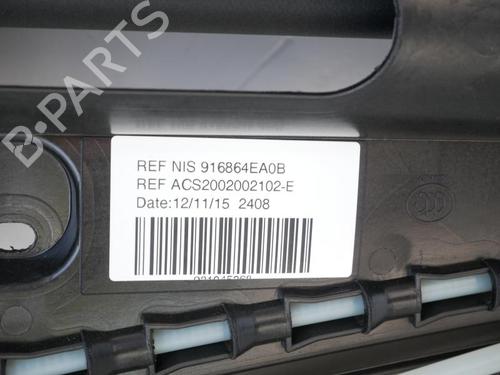 B-PARTS
REF NIS 916864EA0B
REF ACS2002002102-E
Date:12/11/15 2408